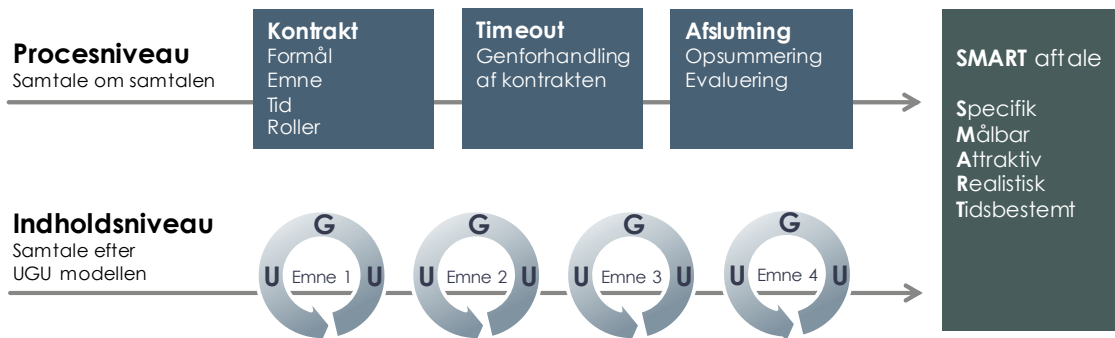 Procesniveau
Samtale om samtalen
Kontrakt
Formål
Emne
Tid
Roller
Timeout
Genforhandling
af kontrakten
Afslutning
Opsummering
Evaluering
SMART aftale
Specifik
Målbar
Attraktiv
Realistisk
Tidsbestemt
Indholdsniveau
Samtale efter
UGU modellen
G
U Emne 1 U
G
U Emne 2 U
G
U Emne 3 U
G
U Emne 4 U